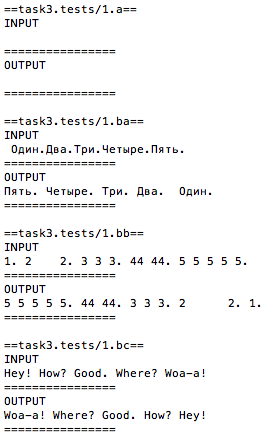 ==task3.tests/1.a==
INPUT
================
OUTPUT
================
==task3.tests/1.ba==
INPUT
 Один.Два.Три.Четыре.Пять.
================
OUTPUT
Пять. Четыре. Три. Два.  Один.
================
==task3.tests/1.bb==
INPUT
1. 2    2. 3 3 3. 44 44. 5 5 5 5 5.
================
OUTPUT
5 5 5 5 5. 44 44. 3 3 3. 2      2. 1.
================
==task3.tests/1.bc==
INPUT
Hey! How? Good. Where? Woa-a!
================
OUTPUT
Woa-a! Where? Good. How? Hey!
================